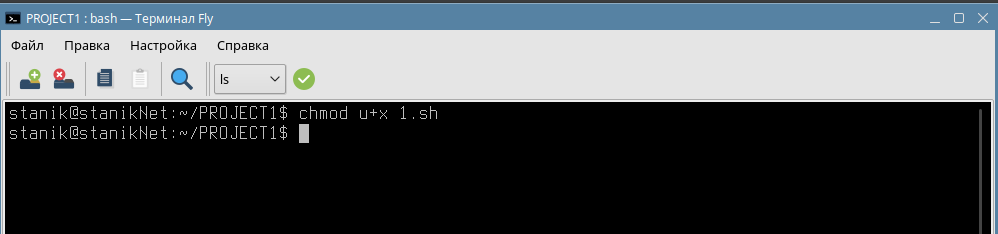 PROJECT1 : bash — Терминал Fly
Файл Правка Настройка Справка
ls
stanik@stanikNet:~/PROJECT1$ chmod u+x 1.sh
stanik@stanikNet:~/PROJECT1$